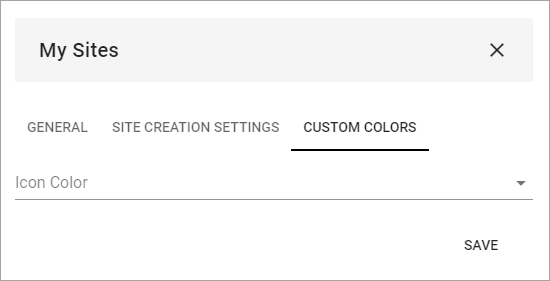 My Sites
GENERAL SITE CREATION SETTINGS CUSTOM COLORS
Icon Color
SAVE